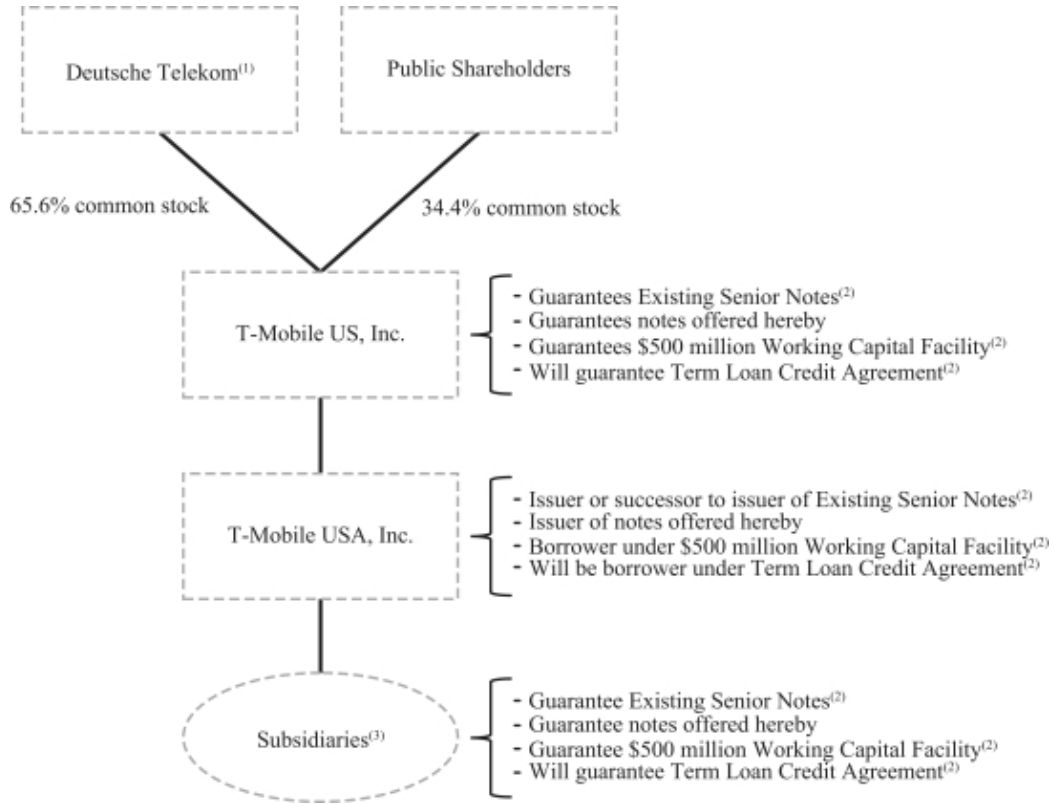 Deutsche Telekom(1)
Public Shareholders
65.6% common stock
34.4% common stock
T-Mobile US, Inc.
- Guarantees Existing Senior Notes(2)
- Guarantees notes offered hereby
- Guarantees $500 million Working Capital Facility(2)
- Will guarantee Term Loan Credit Agreement(2)
T-Mobile USA, Inc.
- Issuer or successor to issuer of Existing Senior Notes(2)
- Issuer of notes offered hereby
- Borrower under $500 million Working Capital Facility(2)
- Will be borrower under Term Loan Credit Agreement(2)
Subsidiaries(3)
- Guarantee Existing Senior Notes(2)
- Guarantee notes offered hereby
- Guarantee $500 million Working Capital Facility(2)
- Will guarantee Term Loan Credit Agreement(2)